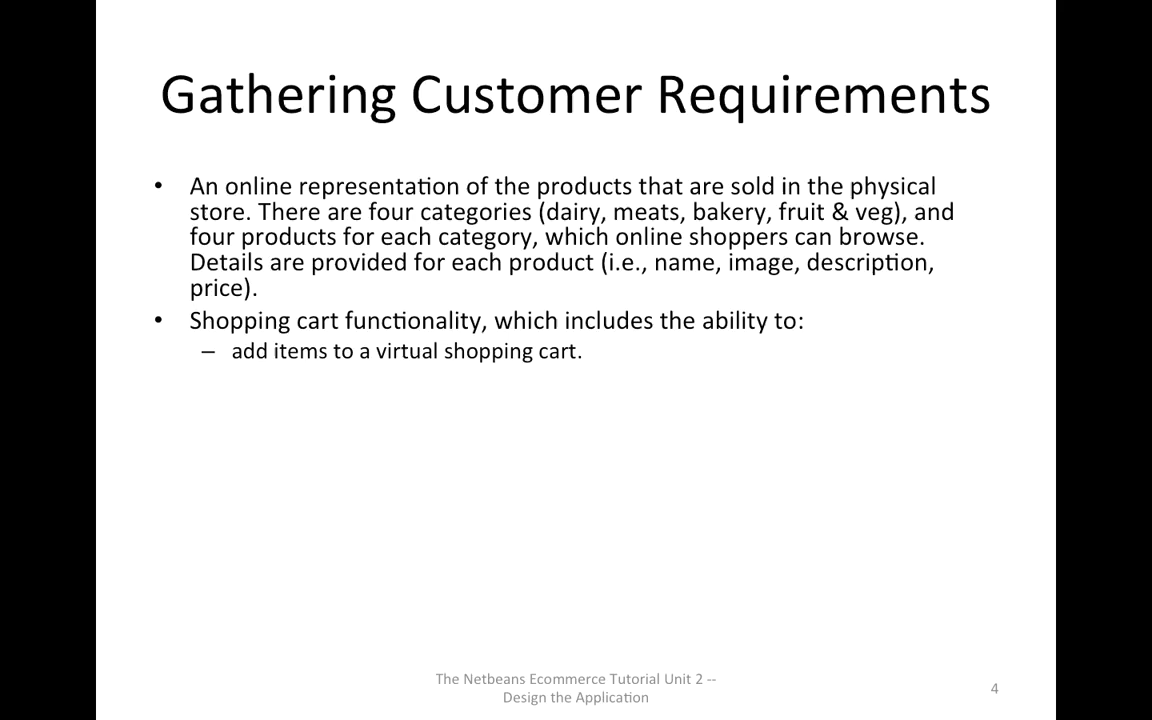 Gathering Customer Requirements
• An online representation of the products that are sold in the physical
store. There are four categories (dairy, meats, bakery, fruit & veg), and
four products for each category, which online shoppers can browse.
Details are provided for each product (i.e., name, image, description,
price).
• Shopping cart functionality, which includes the ability to:
– add items to a virtual shopping cart.
The Netbeans Ecommerce Tutorial Unit 2 --
Design the Application
4